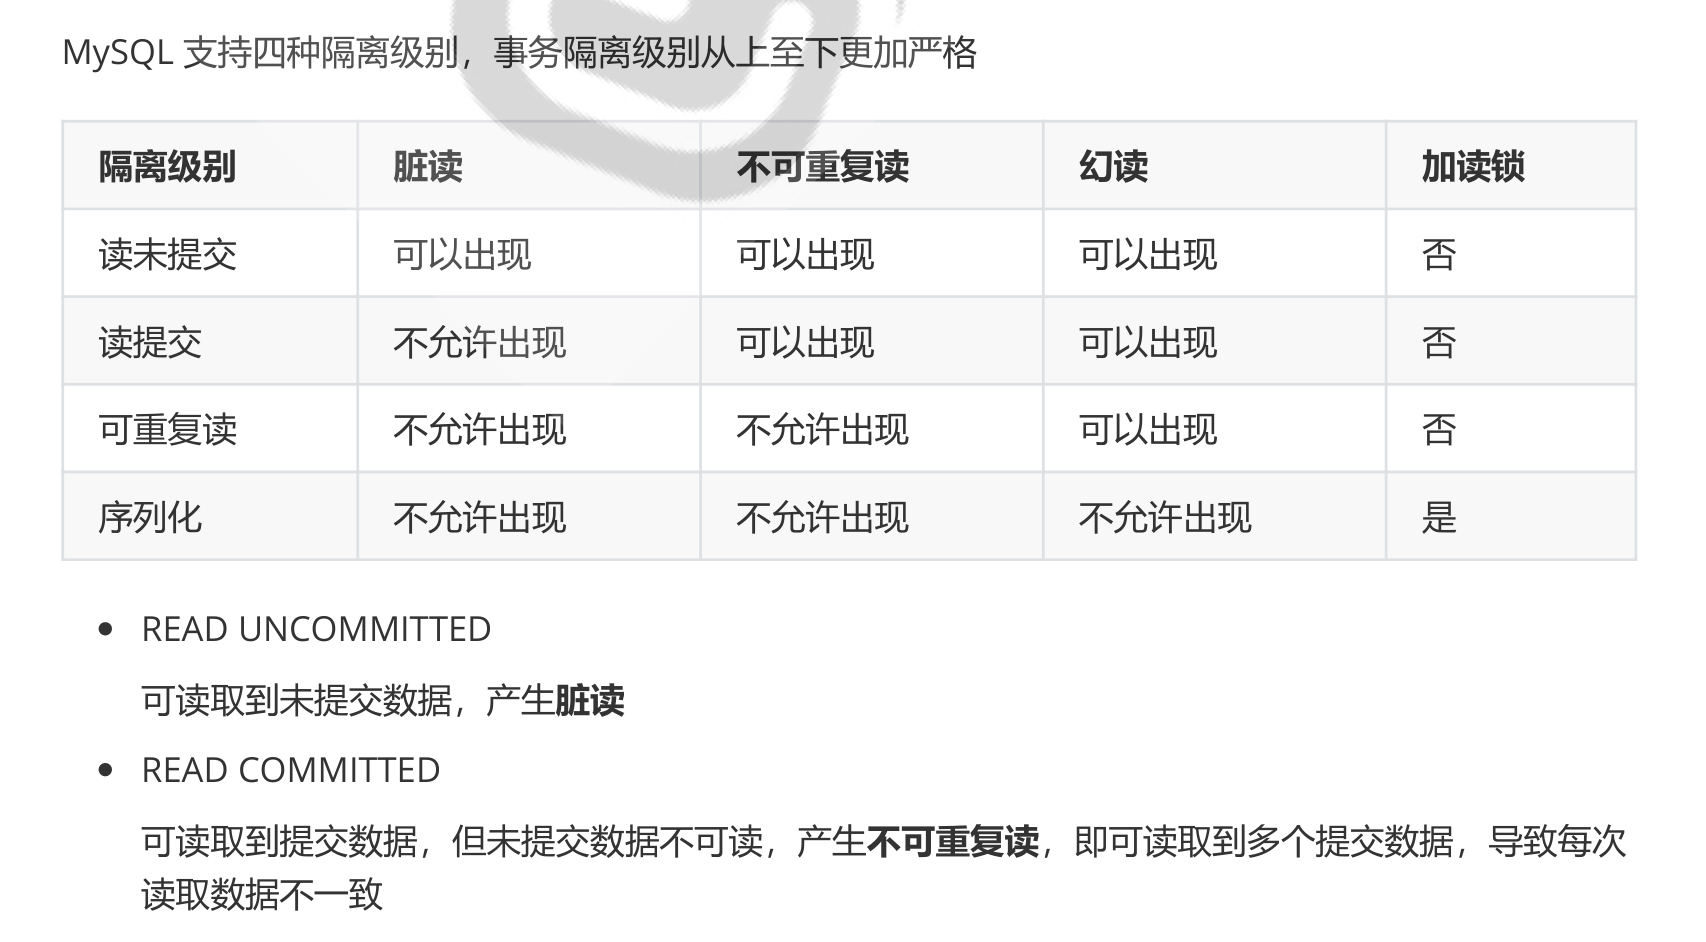 MySQL 支持四种隔离级别，事务隔离级别从上至下更加严格
隔离级别 脏读 不可重复读 幻读 加读锁
读未提交 可以出现 可以出现 可以出现 否
读提交 不允许出现 可以出现 可以出现 否
可重复读 不允许出现 不允许出现 可以出现 否
序列化 不允许出现 不允许出现 不允许出现 是
• READ UNCOMMITTED
可读取到未提交数据，产生脏读
• READ COMMITTED
可读取到提交数据，但未提交数据不可读，产生不可重复读，即可读取到多个提交数据，导致每次
读取数据不一致